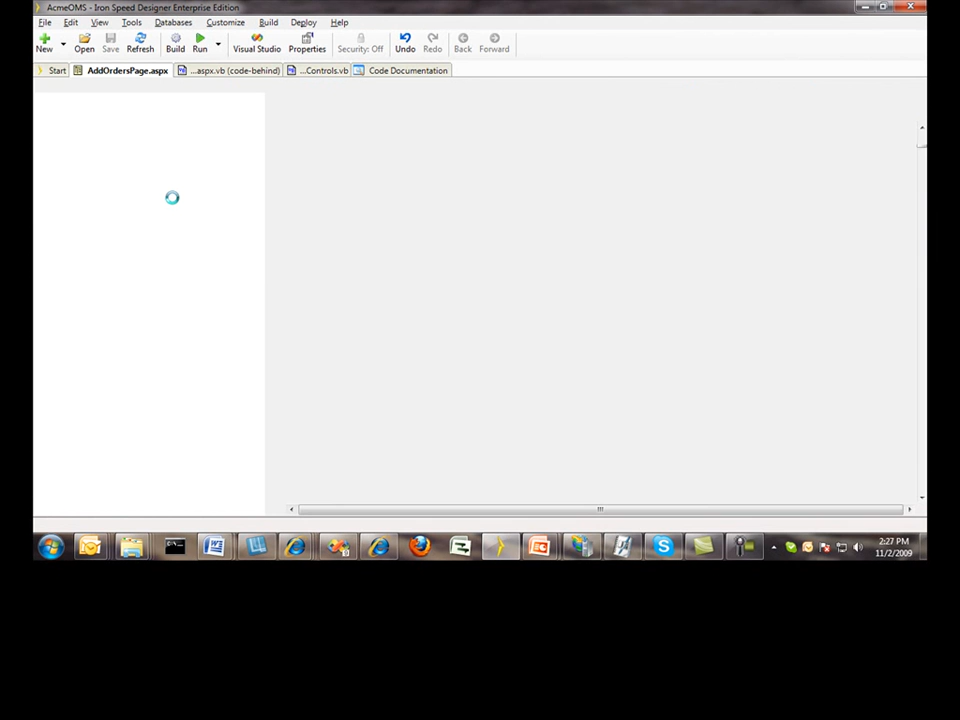 AcmeOMS - Iron Speed Designer Enterprise Edition
File Edit View Tools Databases Customize Build Deploy Help
New Open Save Refresh Build Run Visual Studio Properties Security: Off Undo Redo Back Forward
Start AddOrdersPage.aspx ...aspx.vb (code-behind) ...Controls.vb Code Documentation
2:27 PM
11/2/2009